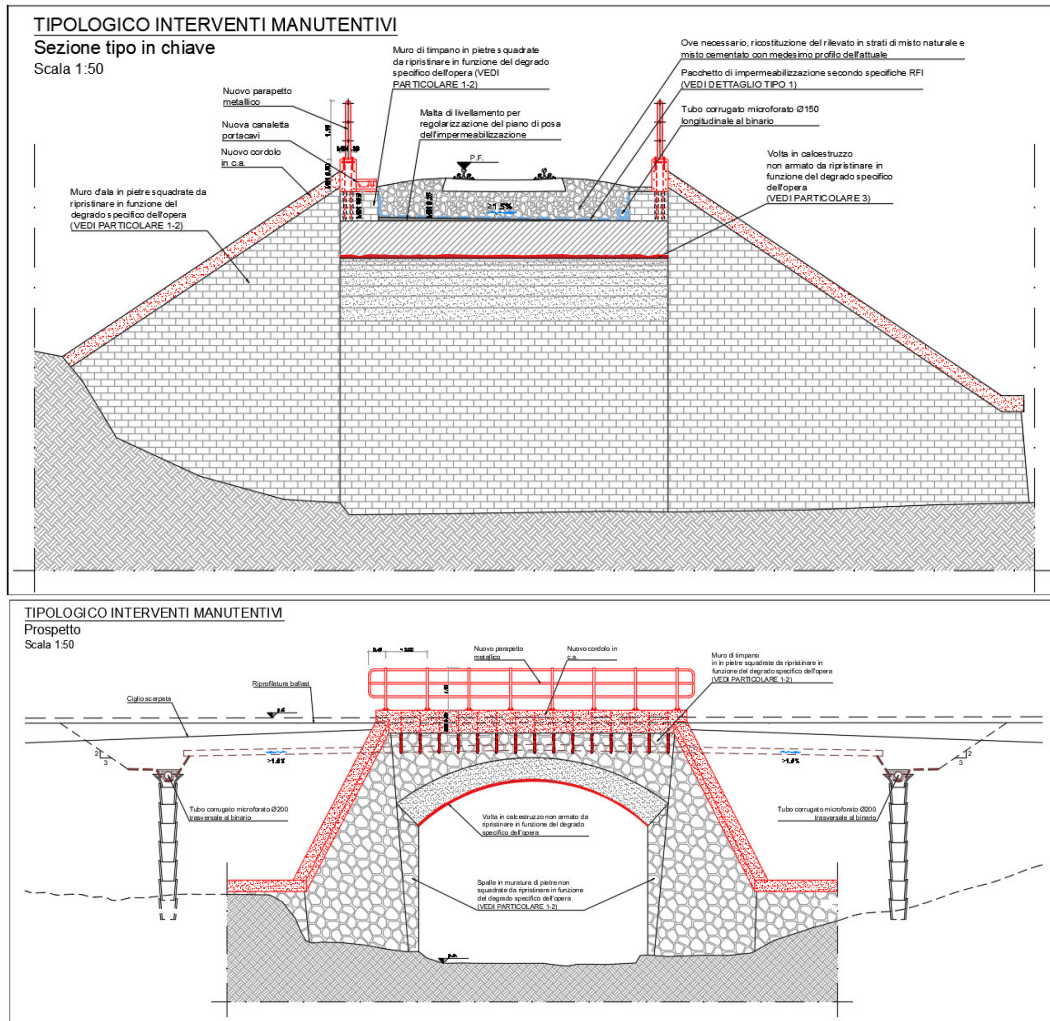 TIPOLOGICO INTERVENTI MANUTENTIVI
Sezione tipo in chiave
Scala 1:50
Muro di timpano in pietre squadrate
da ripristinare in funzione del degrado
specifico dell'opera (VEDI
PARTICOLARE 1-2)
Ove necessario, ricostituzione del rilevato in strati di misto naturale e
misto cementato con medesimo profilo dell'attuale
Pacchetto di impermeabilizzazione secondo specifiche RFI
(VEDI DETTAGLIO TIPO 1)
Nuovo parapetto
metallico
Malta di livellamento per
regolarizzazione del piano di posa
dell'impermeabilizzazione
Tubo corrugato microforato Ø150
longitudinale al binario
Nuova canaletta
portacavi
Nuovo cordolo
in c.a.
P.F.
Volta in calcestruzzo
non armato da ripristinare in
funzione del degrado specifico
dell'opera
(VEDI PARTICOLARE 3)
Muro d'ala in pietre squadrate da
ripristinare in funzione del
degrado specifico dell'opera
(VEDI PARTICOLARE 1-2)
≥1.5%
TIPOLOGICO INTERVENTI MANUTENTIVI
Prospetto
Scala 1:50
Nuovo parapetto
metallico
Nuovo cordolo in
c.a.
Muro di timpano
in in pietre squadrate da ripristinare in
funzione del degrado specifico dell'opera
(VEDI PARTICOLARE 1-2)
Riprofilatura ballast
Ciglio scarpata
2
3
2
3
>1.5%
>1.5%
Tubo corrugato microforato Ø200
trasversale al binario
Tubo corrugato microforato Ø200
trasversale al binario
Volta in calcestruzzo non armato da
ripristinare in funzione del degrado
specifico dell'opera
Spalle in muratura di pietre non
squadrate da ripristinare in funzione
del degrado specifico dell'opera
(VEDI PARTICOLARE 1-2)